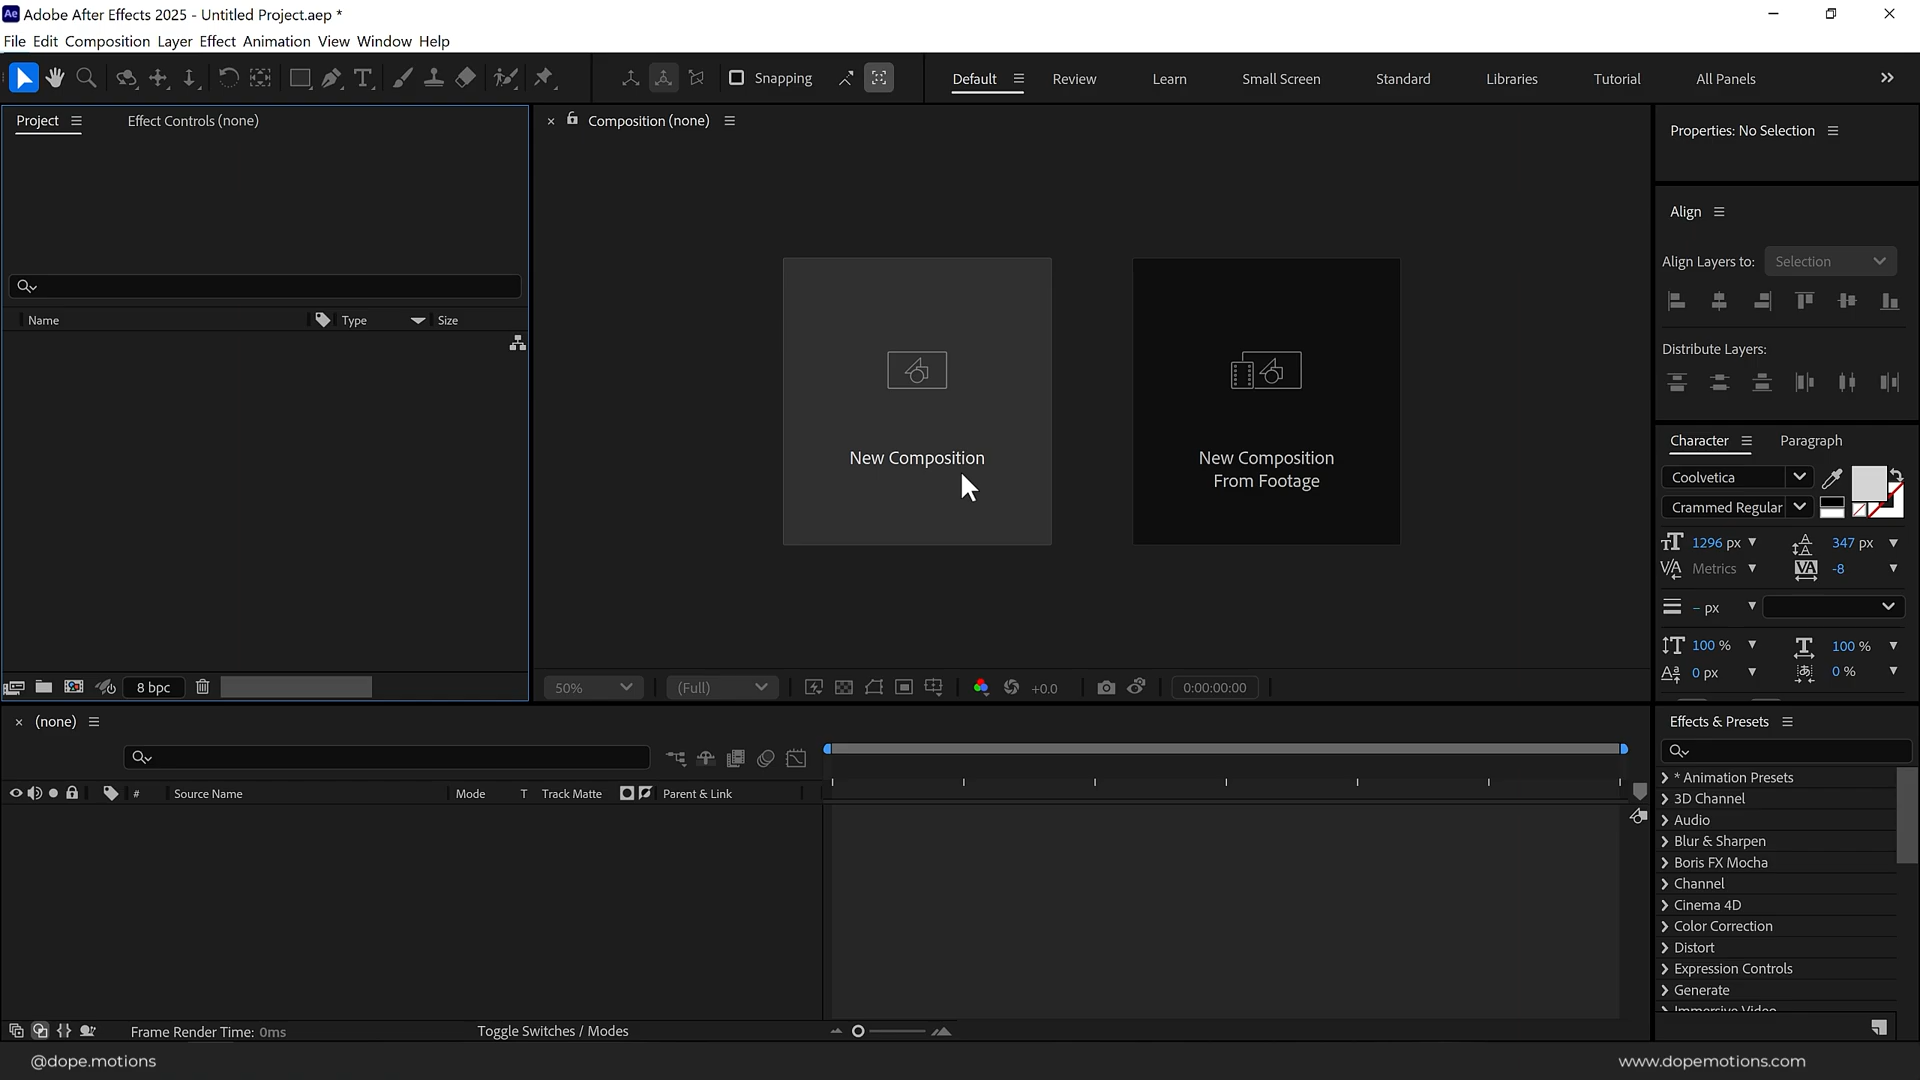 Ae Adobe After Effects 2025 - Untitled Project.aep *
File Edit Composition Layer Effect Animation View Window Help
Snapping
Default Review Learn Small Screen Standard Libraries Tutorial All Panels
Project Effect Controls (none)
Composition (none)
Properties: No Selection
Align
Align Layers to: Selection
Distribute Layers:
Name Type Size
New Composition
New Composition
From Footage
Character Paragraph
Coolvetica
Crammed Regular
1296 px 347 px
Metrics -8
– px
100 % 100 %
0 px 0 %
8 bpc
50% (Full) +0.0 0:00:00:00
(none)
# Source Name Mode T Track Matte Parent & Link
Effects & Presets
* Animation Presets
3D Channel
Audio
Blur & Sharpen
Boris FX Mocha
Channel
Cinema 4D
Color Correction
Distort
Expression Controls
Generate
Immersive Video
Frame Render Time: 0ms Toggle Switches / Modes
@dope.motions www.dopemotions.com